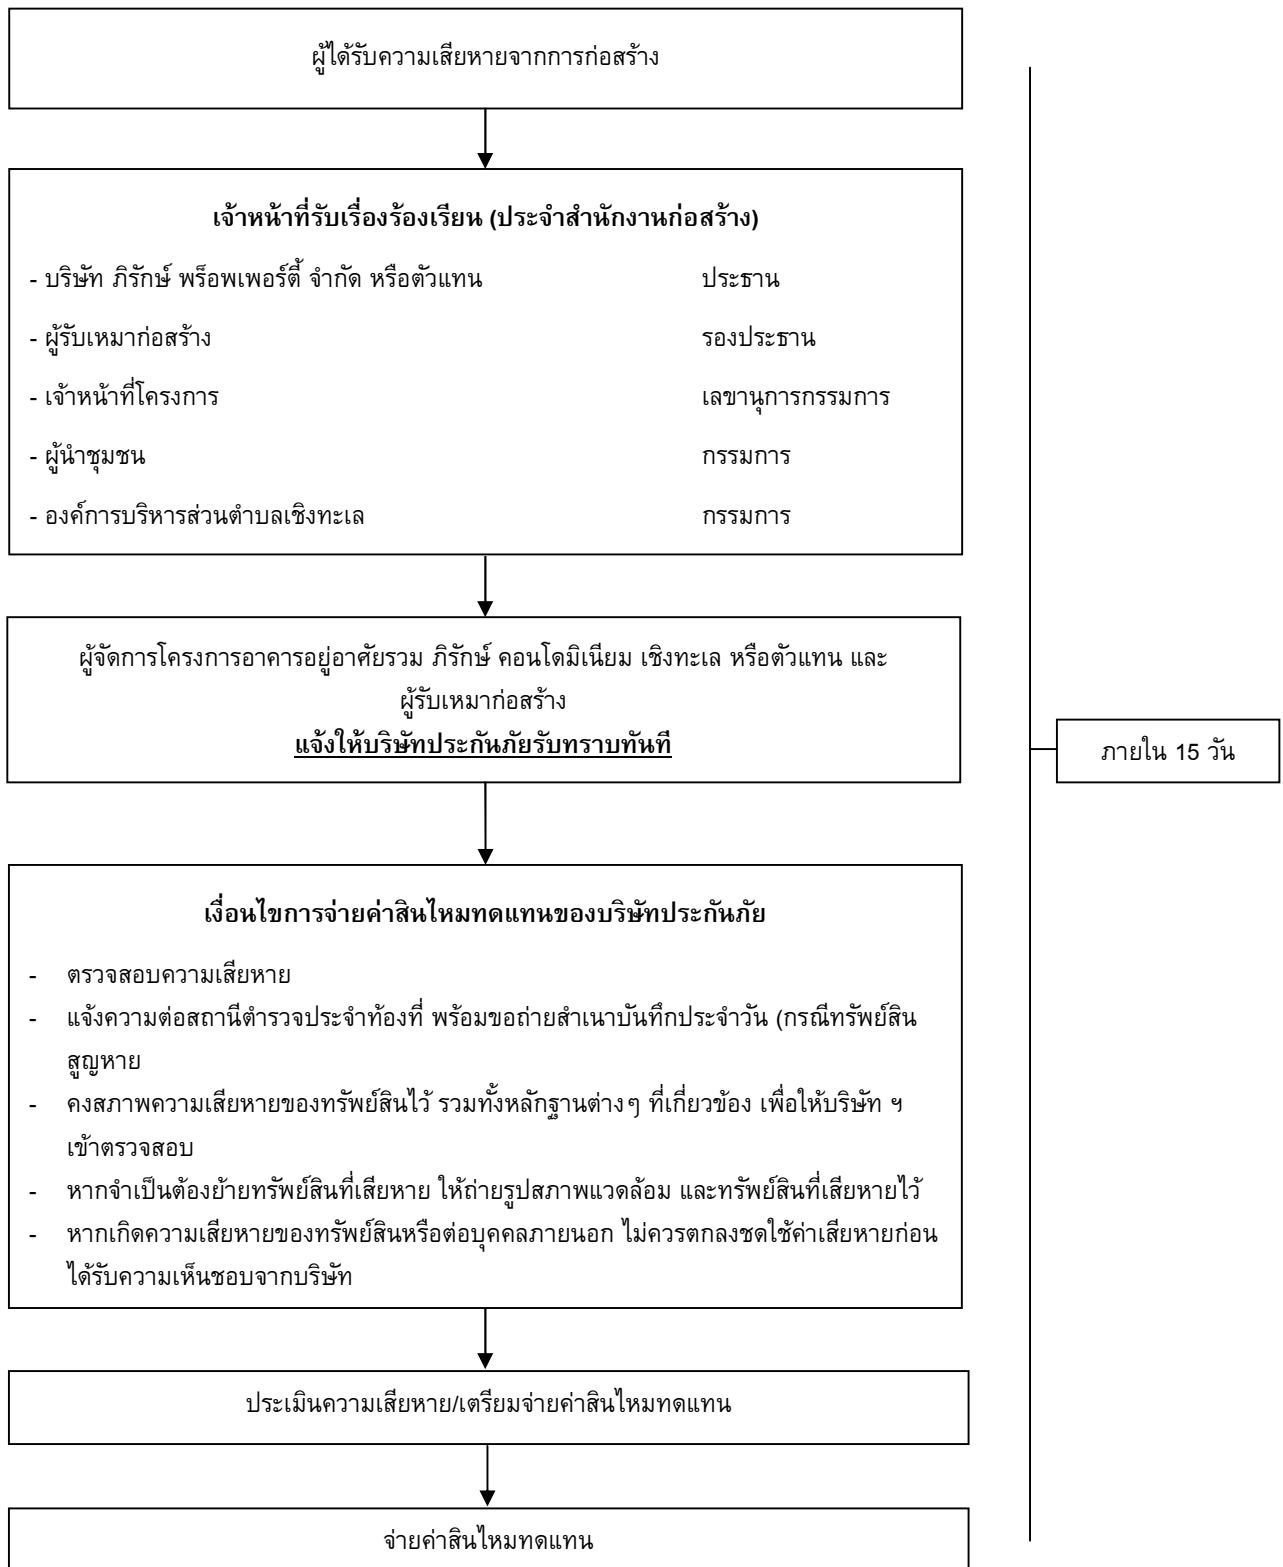 ผู้ได้รับความเสียหายจากการก่อสร้าง
เจ้าหน้าที่รับเรื่องร้องเรียน (ประจำสำนักงานก่อสร้าง)
- บริษัท ภิรักษ์ พร็อพเพอร์ตี้ จำกัด หรือตัวแทน ประธาน
- ผู้รับเหมาก่อสร้าง รองประธาน
- เจ้าหน้าที่โครงการ เลขานุการกรรมการ
- ผู้นำชุมชน กรรมการ
- องค์การบริหารส่วนตำบลเชิงทะเล กรรมการ
ผู้จัดการโครงการอาคารอยู่อาศัยรวม ภิรักษ์ คอนโดมิเนียม เชิงทะเล หรือตัวแทน และ
ผู้รับเหมาก่อสร้าง
แจ้งให้บริษัทประกันภัยรับทราบทันที
ภายใน 15 วัน
เงื่อนไขการจ่ายค่าสินไหมทดแทนของบริษัทประกันภัย
- ตรวจสอบความเสียหาย
- แจ้งความต่อสถานีตำรวจประจำท้องที่ พร้อมขอถ่ายสำเนาบันทึกประจำวัน (กรณีทรัพย์สิน
สูญหาย
- คงสภาพความเสียหายของทรัพย์สินไว้ รวมทั้งหลักฐานต่างๆ ที่เกี่ยวข้อง เพื่อให้บริษัท ฯ
เข้าตรวจสอบ
- หากจำเป็นต้องย้ายทรัพย์สินที่เสียหาย ให้ถ่ายรูปสภาพแวดล้อม และทรัพย์สินที่เสียหายไว้
- หากเกิดความเสียหายของทรัพย์สินหรือต่อบุคคลภายนอก ไม่ควรตกลงชดใช้ค่าเสียหายก่อน
ได้รับความเห็นชอบจากบริษัท
ประเมินความเสียหาย/เตรียมจ่ายค่าสินไหมทดแทน
จ่ายค่าสินไหมทดแทน